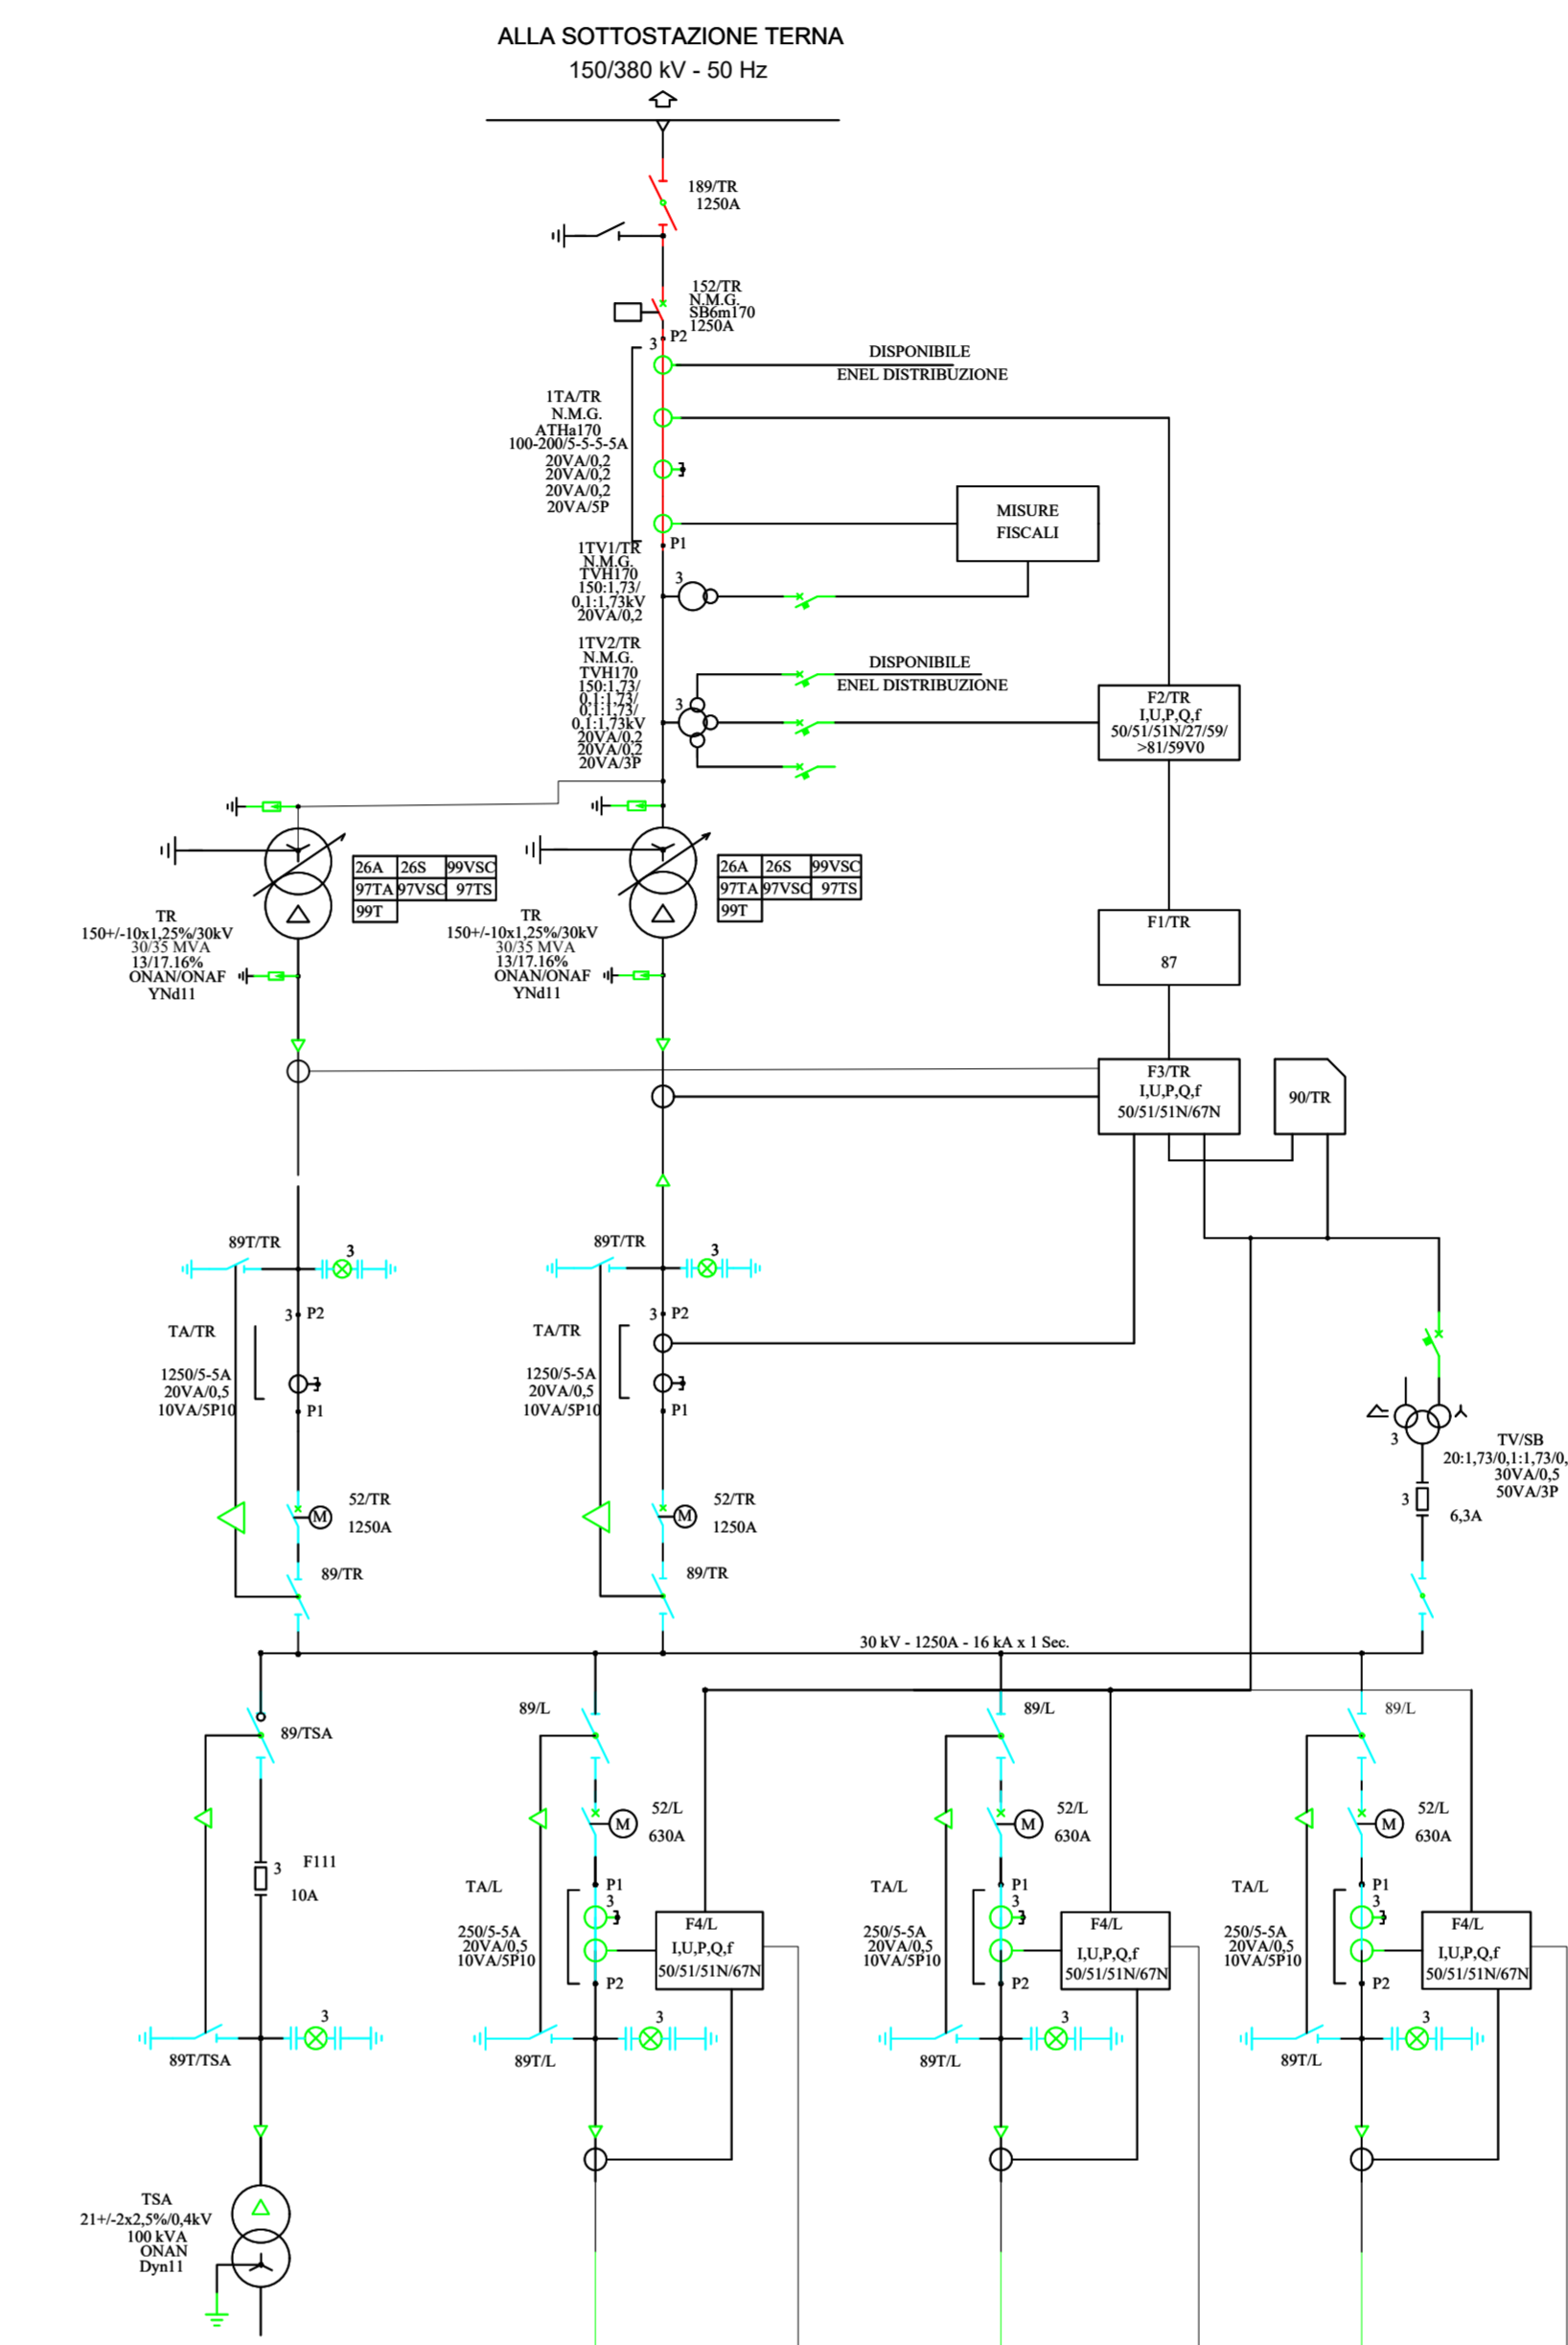 ALLA SOTTOSTAZIONE TERNA
150/380 kV - 50 Hz
189/TR
1250A
152/TR
N.M.G.
SB6m170
1250A
P2
3
DISPONIBILE
ENEL DISTRIBUZIONE
1TA/TR
N.M.G.
ATHa170
100-200/5-5-5-5A
20VA/0,2
20VA/0,2
20VA/0,2
20VA/5P
MISURE
FISCALI
P1
1TV1/TR
N.M.G.
TVH170
150:1,73/
0,1:1,73kV
20VA/0,2
3
1TV2/TR
N.M.G.
TVH170
150:1,73/
0,1:1,73/
0,1:1,73/
0,1:1,73kV
20VA/0,2
20VA/0,2
20VA/3P
3
DISPONIBILE
ENEL DISTRIBUZIONE
F2/TR
I,U,P,Q,f
50/51/51N/27/59/
>81/59V0
26A 26S 99VSC
97TA 97VSC 97TS
99T
26A 26S 99VSC
97TA 97VSC 97TS
99T
TR
150+/-10x1,25%/30kV
30/35 MVA
13/17.16%
ONAN/ONAF
YNd11
TR
150+/-10x1,25%/30kV
30/35 MVA
13/17.16%
ONAN/ONAF
YNd11
F1/TR
87
F3/TR
I,U,P,Q,f
50/51/51N/67N
90/TR
89T/TR
3
89T/TR
3
3 P2
3 P2
TA/TR
1250/5-5A
20VA/0,5
10VA/5P10
P1
TA/TR
1250/5-5A
20VA/0,5
10VA/5P10
P1
3
TV/SB
20:1,73/0,1:1,73/0,
30VA/0,5
50VA/3P
3
6,3A
52/TR
1250A
52/TR
1250A
89/TR
89/TR
30 kV - 1250A - 16 kA x 1 Sec.
89/TSA
89/L
89/L
89/L
52/L
630A
52/L
630A
52/L
630A
3
F111
10A
TA/L
250/5-5A
20VA/0,5
10VA/5P10
P1
3
P2
F4/L
I,U,P,Q,f
50/51/51N/67N
TA/L
250/5-5A
20VA/0,5
10VA/5P10
P1
3
P2
F4/L
I,U,P,Q,f
50/51/51N/67N
TA/L
250/5-5A
20VA/0,5
10VA/5P10
P1
3
P2
F4/L
I,U,P,Q,f
50/51/51N/67N
89T/TSA
3
89T/L
3
89T/L
3
89T/L
3
TSA
21+/-2x2,5%/0,4kV
100 kVA
ONAN
Dyn11
M
M
M
M
M